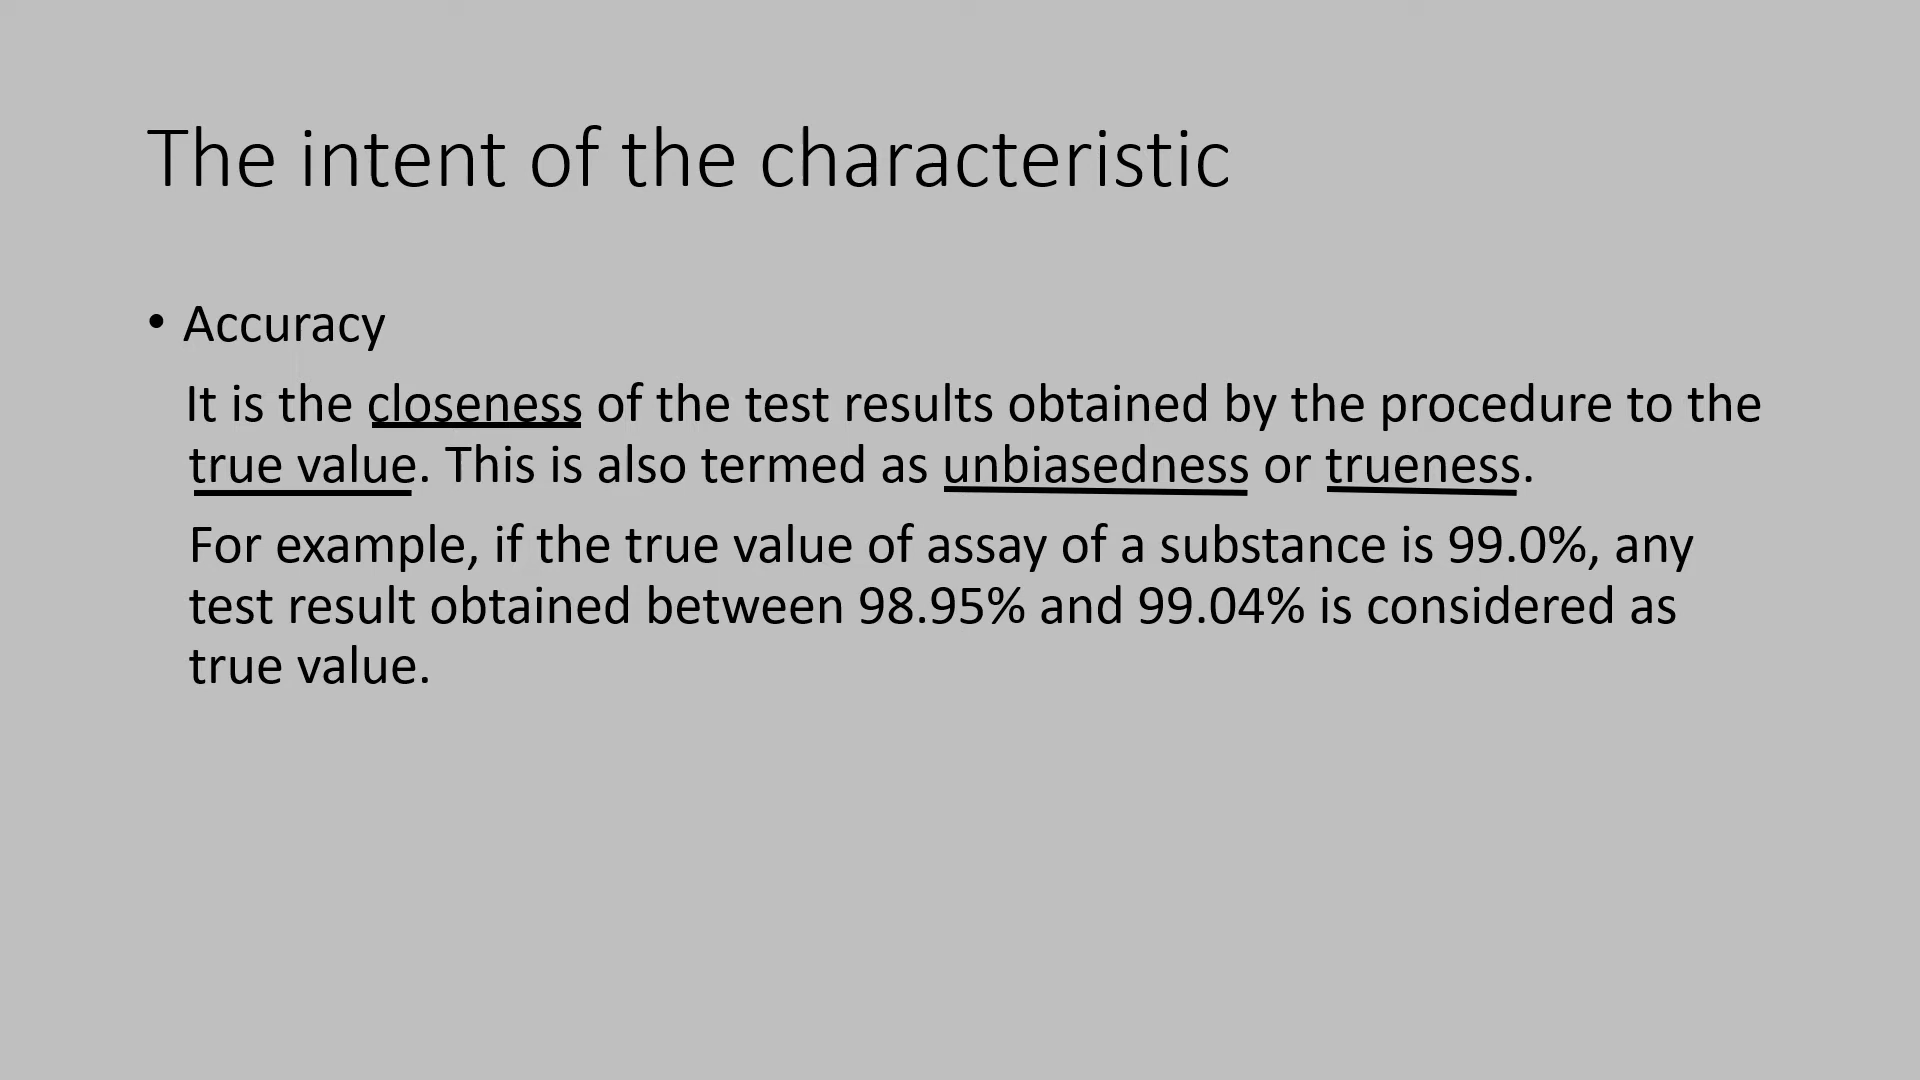 The intent of the characteristic
• Accuracy
It is the closeness of the test results obtained by the procedure to the
true value. This is also termed as unbiasedness or trueness.
For example, if the true value of assay of a substance is 99.0%, any
test result obtained between 98.95% and 99.04% is considered as
true value.